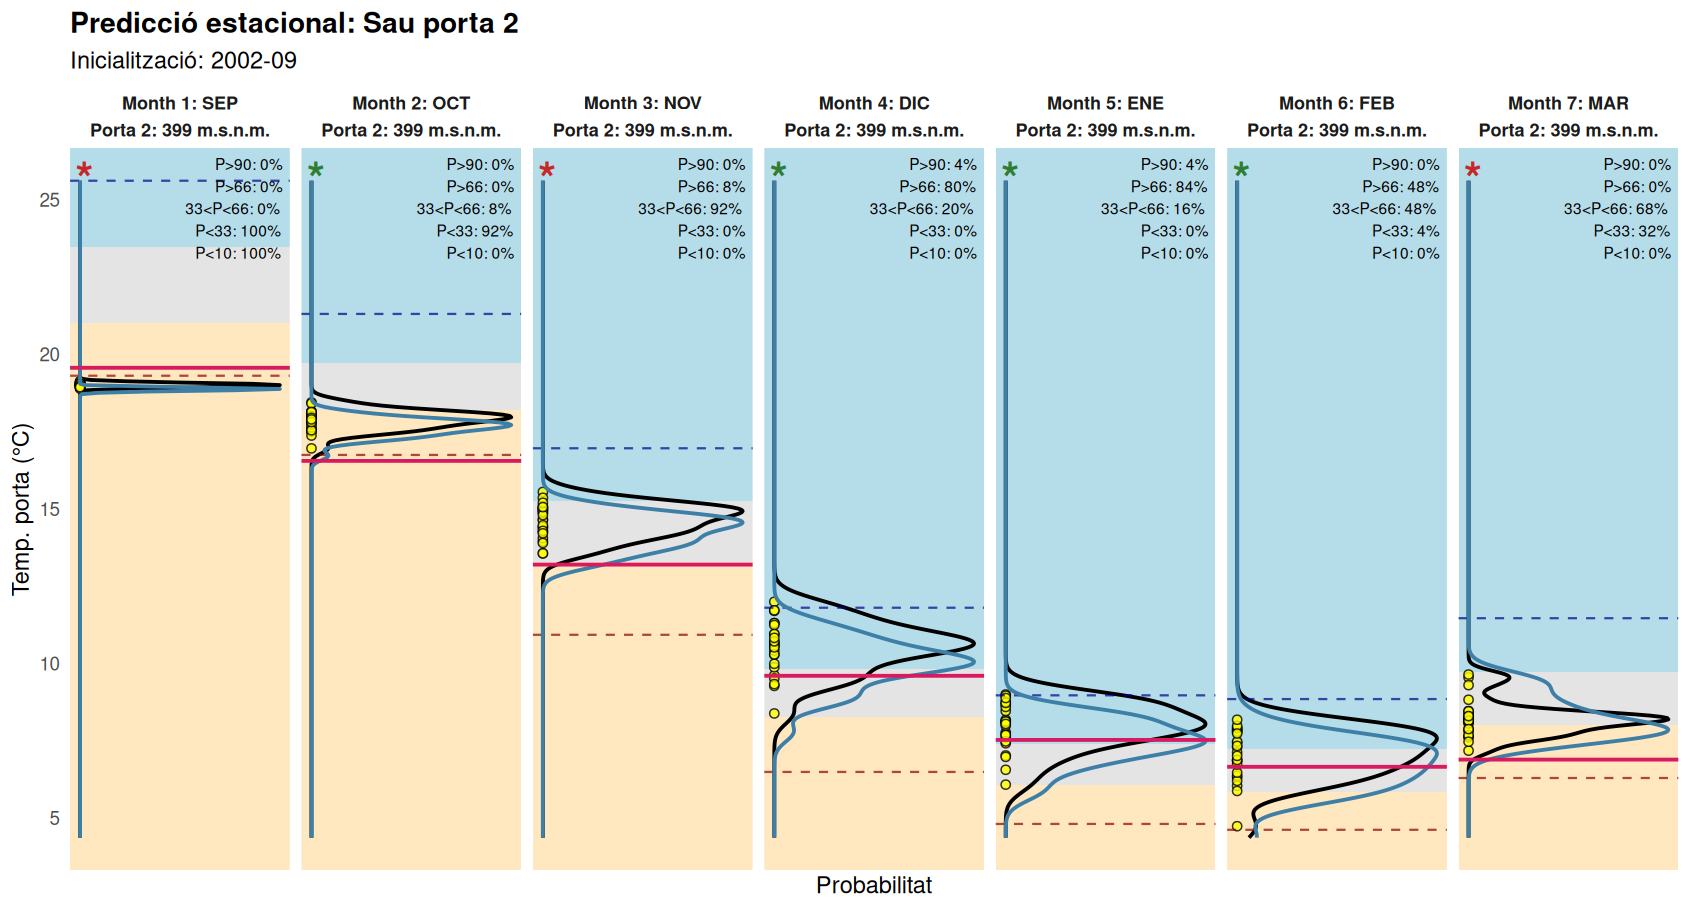 Predicció estacional: Sau porta 2
Inicialització: 2002-09
Month 1: SEP
Porta 2: 399 m.s.n.m.
Month 2: OCT
Porta 2: 399 m.s.n.m.
Month 3: NOV
Porta 2: 399 m.s.n.m.
Month 4: DIC
Porta 2: 399 m.s.n.m.
Month 5: ENE
Porta 2: 399 m.s.n.m.
Month 6: FEB
Porta 2: 399 m.s.n.m.
Month 7: MAR
Porta 2: 399 m.s.n.m.
*
P>90: 0%
P>66: 0%
33<P<66: 0%
P<33: 100%
P<10: 100%
*
P>90: 0%
P>66: 0%
33<P<66: 8%
P<33: 92%
P<10: 0%
*
P>90: 0%
P>66: 8%
33<P<66: 92%
P<33: 0%
P<10: 0%
*
P>90: 4%
P>66: 80%
33<P<66: 20%
P<33: 0%
P<10: 0%
*
P>90: 4%
P>66: 84%
33<P<66: 16%
P<33: 0%
P<10: 0%
*
P>90: 0%
P>66: 48%
33<P<66: 48%
P<33: 4%
P<10: 0%
*
P>90: 0%
P>66: 0%
33<P<66: 68%
P<33: 32%
P<10: 0%
25
20
15
10
5
Temp. porta (°C)
Probabilitat